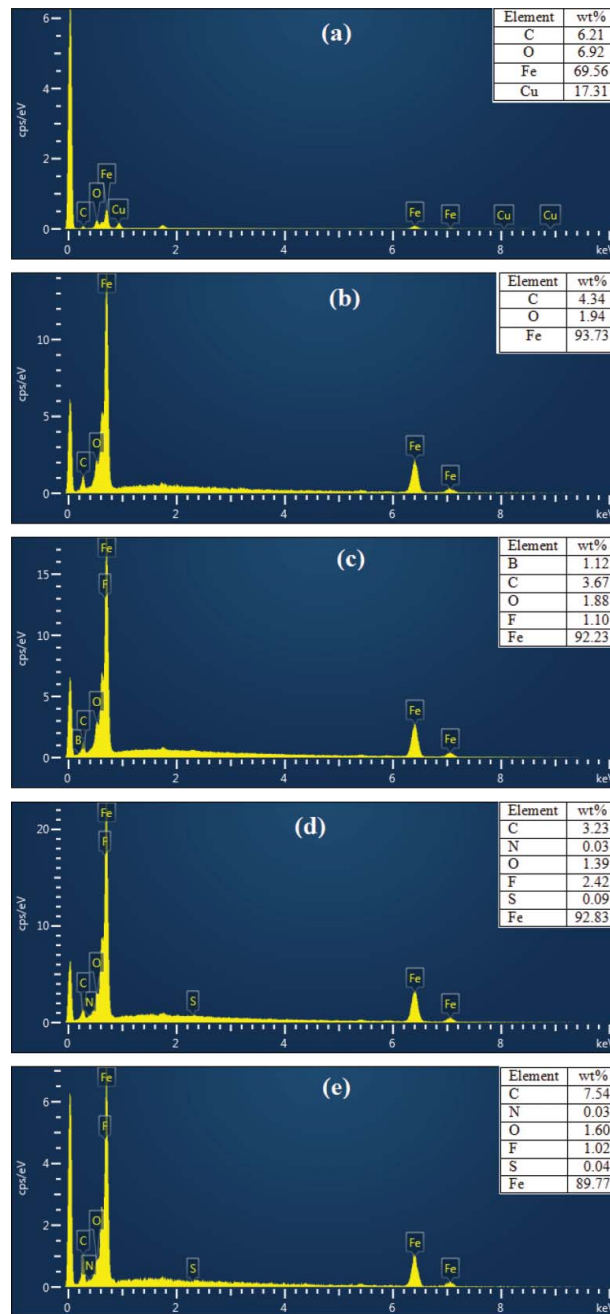 (a)
Element wt%
C 6.21
O 6.92
Fe 69.56
Cu 17.31
6
4
2
0
cps/eV
C O Fe Cu Fe Fe Cu Cu
0 2 4 6 8 keV
(b)
Element wt%
C 4.34
O 1.94
Fe 93.73
10
5
0
cps/eV
C O Fe Fe Fe
0 2 4 6 8 keV
(c)
Element wt%
B 1.12
C 3.67
O 1.88
F 1.10
Fe 92.23
15
10
5
0
cps/eV
B C O F Fe Fe Fe
0 2 4 6 8 keV
(d)
Element wt%
C 3.23
N 0.03
O 1.39
F 2.42
S 0.09
Fe 92.83
20
10
0
cps/eV
C N O F Fe S Fe Fe
0 2 4 6 8 keV
(e)
Element wt%
C 7.54
N 0.03
O 1.60
F 1.02
S 0.04
Fe 89.77
6
4
2
0
cps/eV
C N O F Fe S Fe Fe
0 2 4 6 8 keV